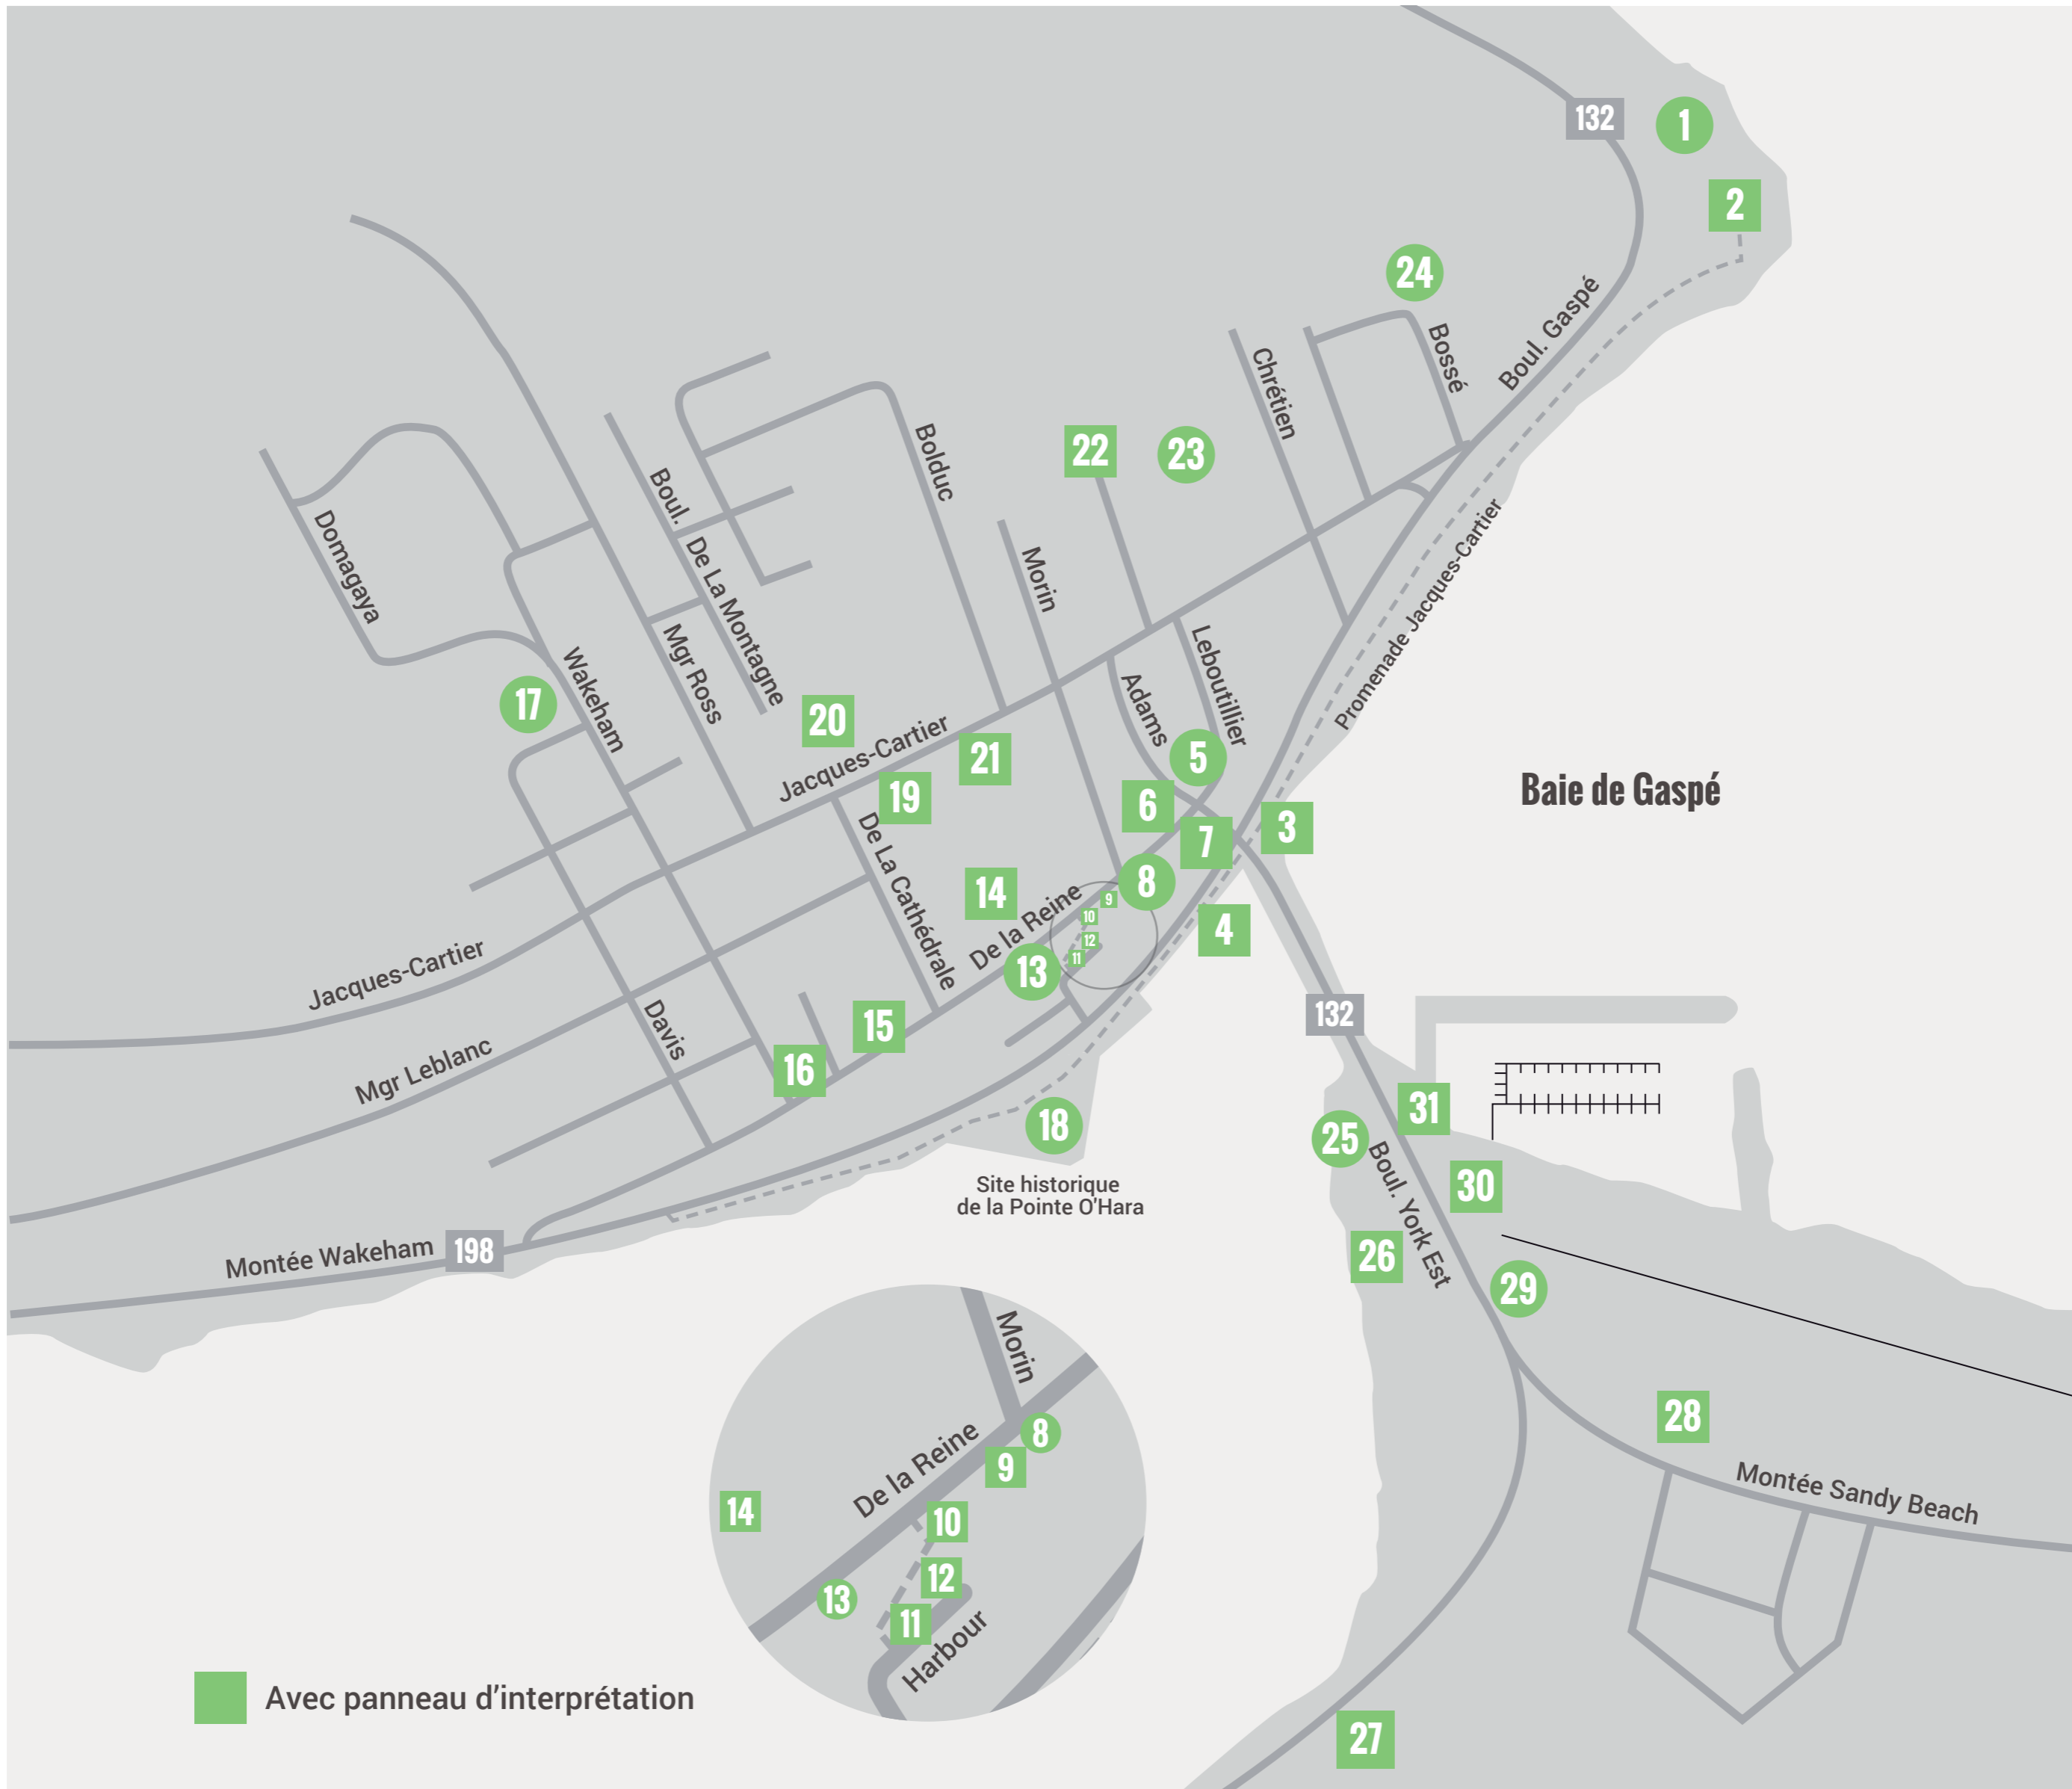 132
1
2
24
Boul. Gaspé
Bossé
Chrétien
22
23
Bolduc
Boul.
De La Montagne
Domagaya
Morin
Promenade Jacques-Cartier
Wakeham
Mgr Ross
Leboutillier
Adams
17
20
21
Jacques-Cartier
19
5
6
7
3
Baie de Gaspé
De La Cathédrale
14
De la Reine
8
9
10
12
11
13
4
Jacques-Cartier
Mgr Leblanc
Davis
15
16
132
31
18
25
Site historique
de la Pointe O'Hara
Boul. York Est
30
26
29
Montée Wakeham
198
28
Montée Sandy Beach
Morin
De la Reine
8
9
14
10
12
13
11
Harbour
27
Avec panneau d'interprétation